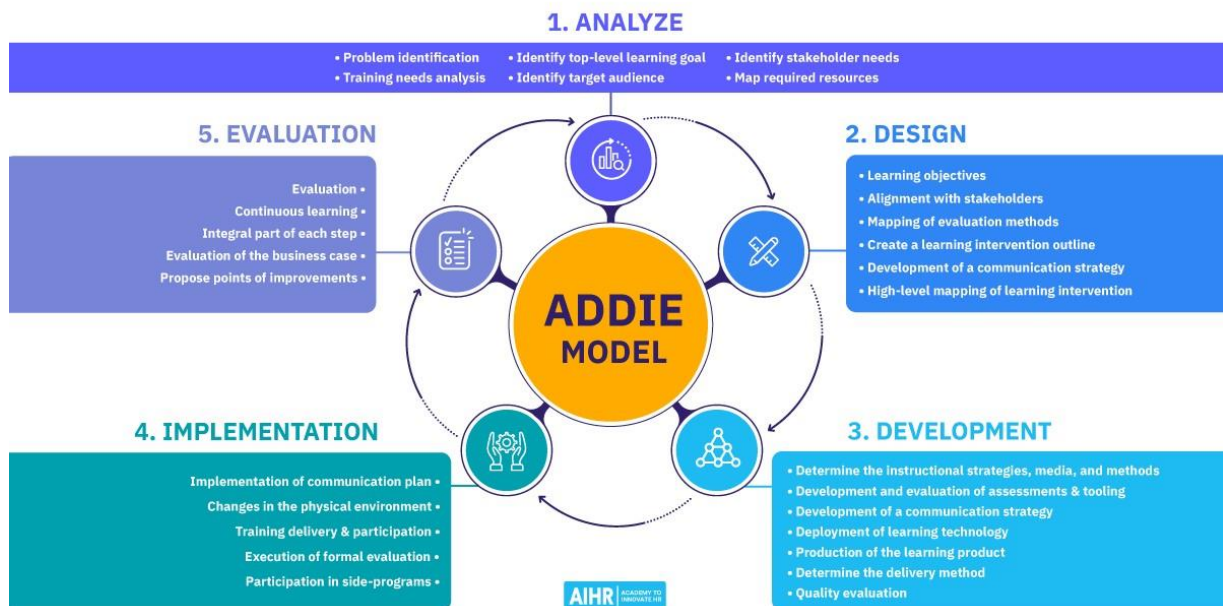 1. ANALYZE
• Problem identification
• Training needs analysis
• Identify top-level learning goal
• Identify target audience
• Identify stakeholder needs
• Map required resources
2. DESIGN
• Learning objectives
• Alignment with stakeholders
• Mapping of evaluation methods
• Create a learning intervention outline
• Development of a communication strategy
• High-level mapping of learning intervention
3. DEVELOPMENT
• Determine the instructional strategies, media, and methods
• Development and evaluation of assessments & tooling
• Development of a communication strategy
• Deployment of learning technology
• Production of the learning product
• Determine the delivery method
• Quality evaluation
4. IMPLEMENTATION
Implementation of communication plan •
Changes in the physical environment •
Training delivery & participation •
Execution of formal evaluation •
Participation in side-programs •
5. EVALUATION
Evaluation •
Continuous learning •
Integral part of each step •
Evaluation of the business case •
Propose points of improvements •
ADDIE
MODEL
AIHR
ACADEMY TO
INNOVATE HR